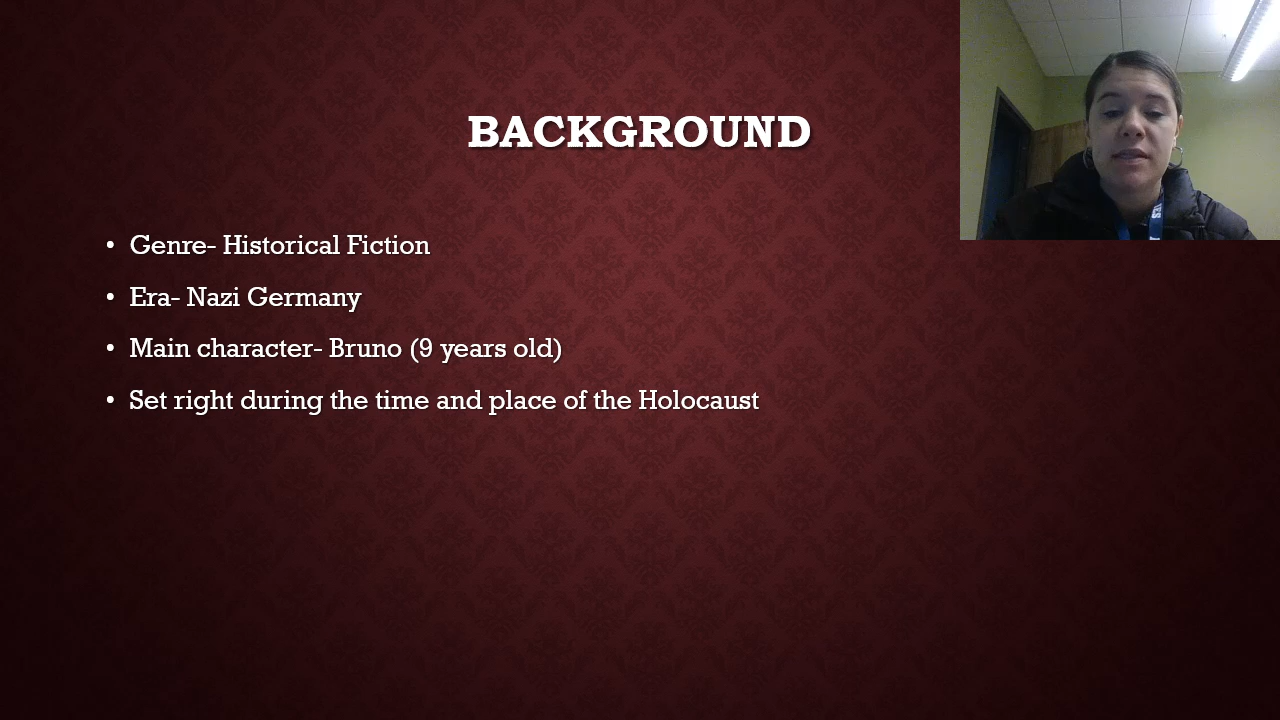 BACKGROUND
• Genre- Historical Fiction
• Era- Nazi Germany
• Main character- Bruno (9 years old)
• Set right during the time and place of the Holocaust